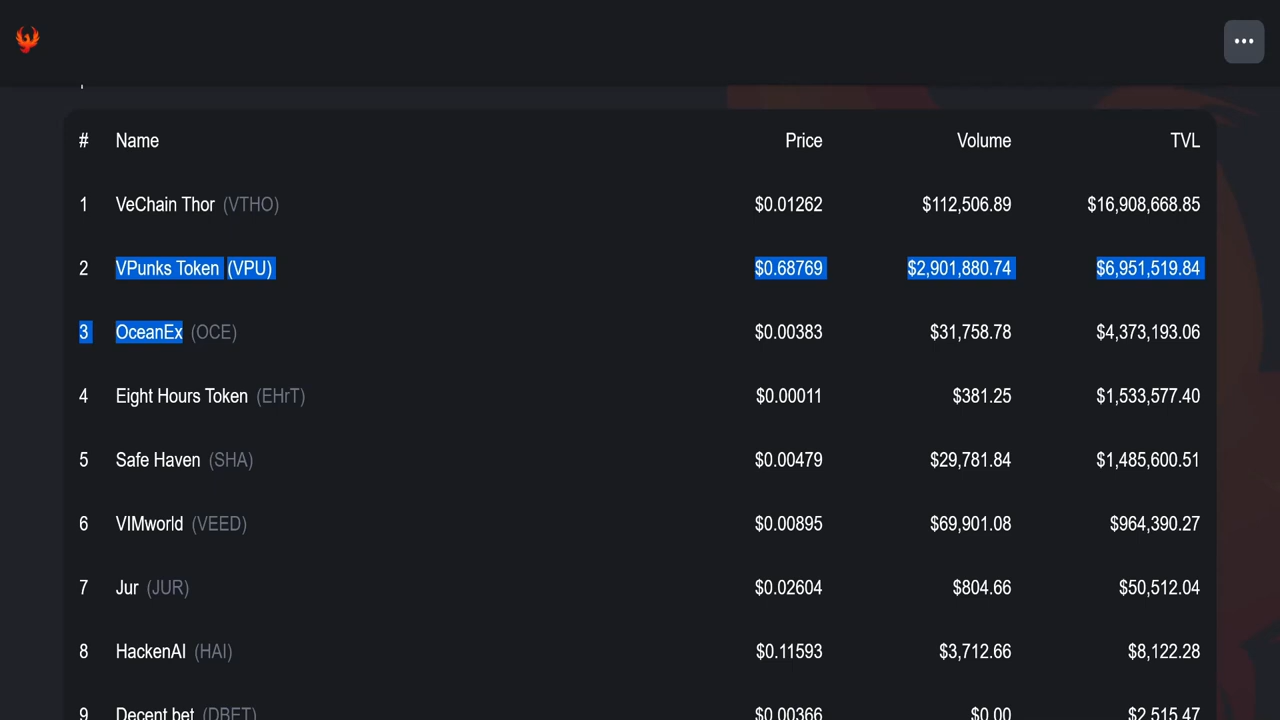 # Name Price Volume TVL
1 VeChain Thor (VTHO) $0.01262 $112,506.89 $16,908,668.85
2 VPunks Token (VPU) $0.68769 $2,901,880.74 $6,951,519.84
3 OceanEx (OCE) $0.00383 $31,758.78 $4,373,193.06
4 Eight Hours Token (EHrT) $0.00011 $381.25 $1,533,577.40
5 Safe Haven (SHA) $0.00479 $29,781.84 $1,485,600.51
6 VIMworld (VEED) $0.00895 $69,901.08 $964,390.27
7 Jur (JUR) $0.02604 $804.66 $50,512.04
8 HackenAI (HAI) $0.11593 $3,712.66 $8,122.28
9 Decent bet (DBET) $0.00366 $0.00 $2,515.47